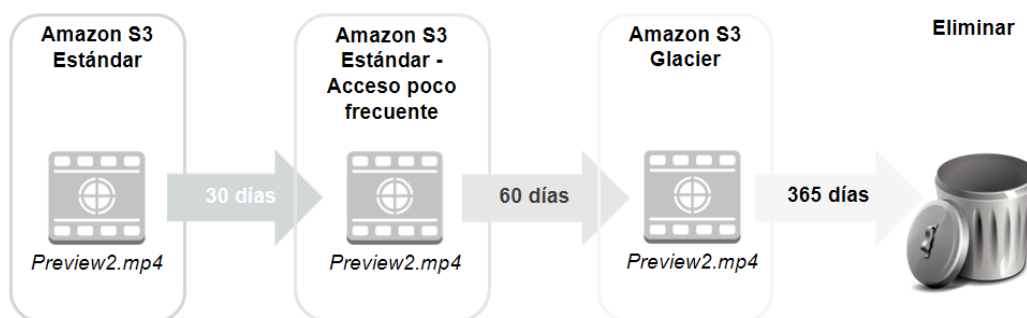 Amazon S3
Estándar
Preview2.mp4
30 días
Amazon S3
Estándar -
Acceso poco
frecuente
Preview2.mp4
60 días
Amazon S3
Glacier
Preview2.mp4
365 días
Eliminar